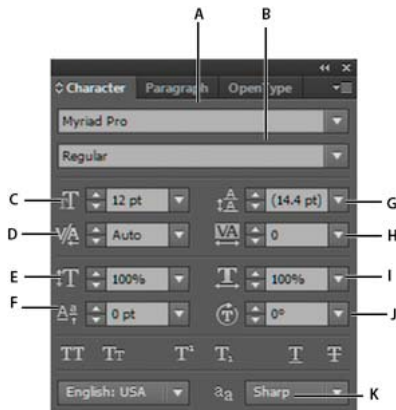 A B
Character Paragraph OpenType
Myriad Pro
Regular
C 12 pt (14.4 pt) G
D Auto 0 H
E 100% 100% I
F 0 pt 0° J
TT Tт T¹ T₁ T T
English: USA aa Sharp
K